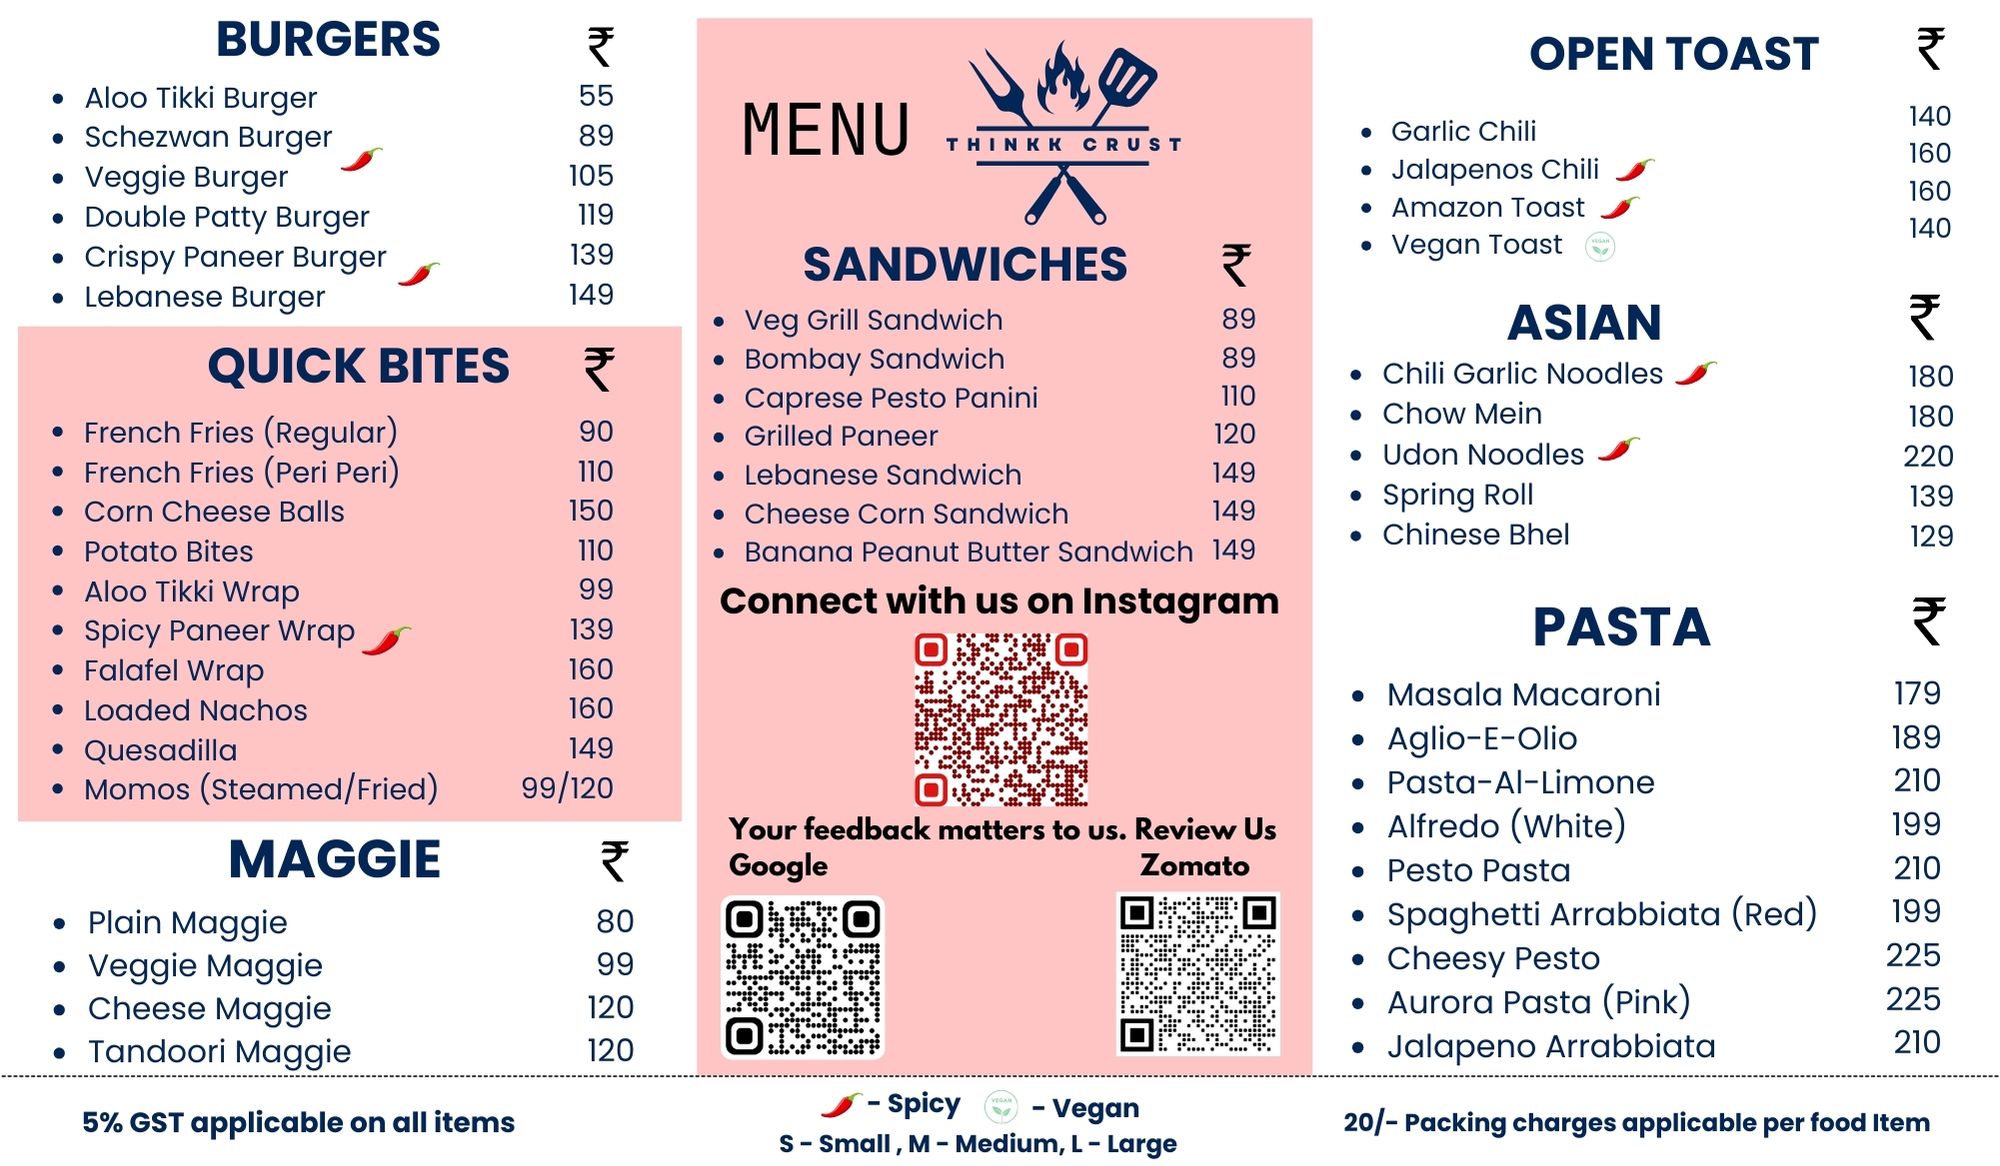 BURGERS ₹
Aloo Tikki Burger 55
Schezwan Burger 89
Veggie Burger 105
Double Patty Burger 119
Crispy Paneer Burger 139
Lebanese Burger 149
QUICK BITES ₹
French Fries (Regular) 90
French Fries (Peri Peri) 110
Corn Cheese Balls 150
Potato Bites 110
Aloo Tikki Wrap 99
Spicy Paneer Wrap 139
Falafel Wrap 160
Loaded Nachos 160
Quesadilla 149
Momos (Steamed/Fried) 99/120
MAGGIE ₹
Plain Maggie 80
Veggie Maggie 99
Cheese Maggie 120
Tandoori Maggie 120
MENU
THINKK CRUST
SANDWICHES ₹
Veg Grill Sandwich 89
Bombay Sandwich 89
Caprese Pesto Panini 110
Grilled Paneer 120
Lebanese Sandwich 149
Cheese Corn Sandwich 149
Banana Peanut Butter Sandwich 149
Connect with us on Instagram
Your feedback matters to us. Review Us
Google Zomato
OPEN TOAST ₹
Garlic Chili 140
Jalapenos Chili 160
Amazon Toast 160
Vegan Toast VEGAN 140
ASIAN ₹
Chili Garlic Noodles 180
Chow Mein 180
Udon Noodles 220
Spring Roll 139
Chinese Bhel 129
PASTA ₹
Masala Macaroni 179
Aglio-E-Olio 189
Pasta-Al-Limone 210
Alfredo (White) 199
Pesto Pasta 210
Spaghetti Arrabbiata (Red) 199
Cheesy Pesto 225
Aurora Pasta (Pink) 225
Jalapeno Arrabbiata 210
5% GST applicable on all items
- Spicy VEGAN - Vegan
S - Small , M - Medium, L - Large
20/- Packing charges applicable per food Item